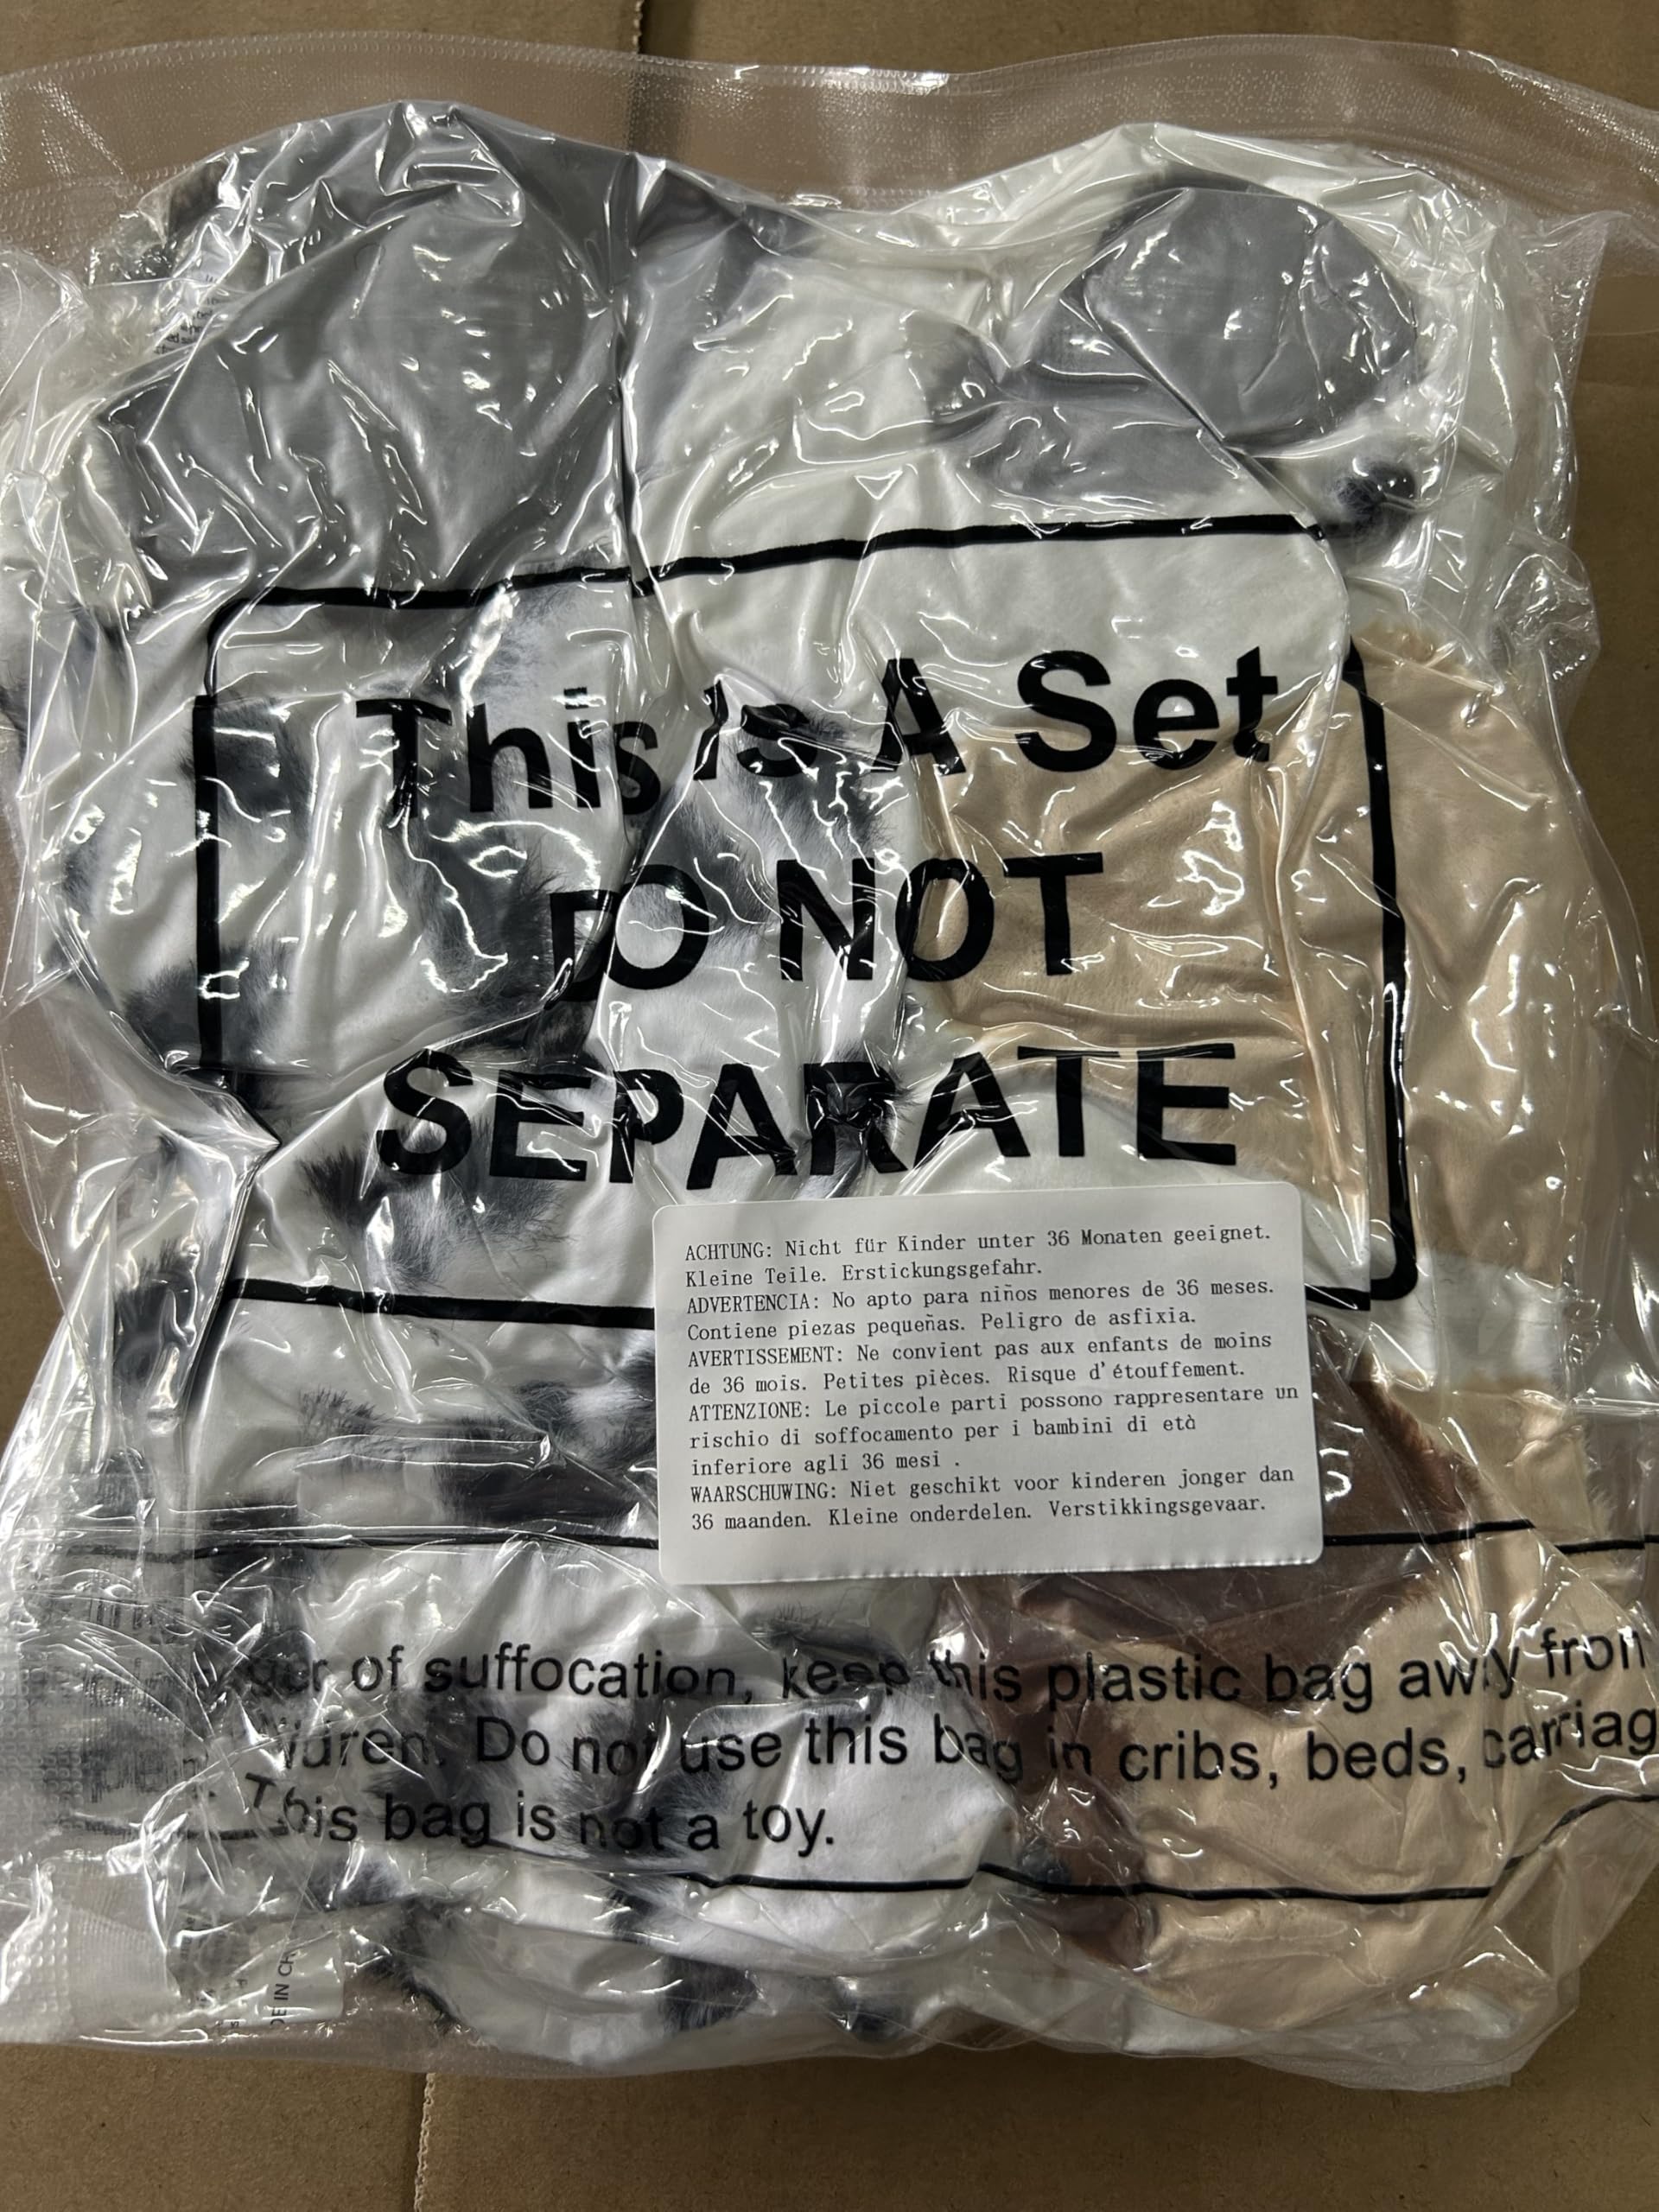 This Is A Set
DO NOT
SEPARATE
ACHTUNG: Nicht für Kinder unter 36 Monaten geeignet.
Kleine Teile. Erstickungsgefahr.
ADVERTENCIA: No apto para niños menores de 36 meses.
Contiene piezas pequeñas. Peligro de asfixia.
AVERTISSEMENT: Ne convient pas aux enfants de moins
de 36 mois. Petites pièces. Risque d'étouffement.
ATTENZIONE: Le piccole parti possono rappresentare un
rischio di soffocamento per i bambini di età
inferiore agli 36 mesi .
WAARSCHUWING: Niet geschikt voor kinderen jonger dan
36 maanden. Kleine onderdelen. Verstikkingsgevaar.
of suffocation, keep this plastic bag away from
Do not use this bag in cribs, beds,
This bag is not a toy.
IN